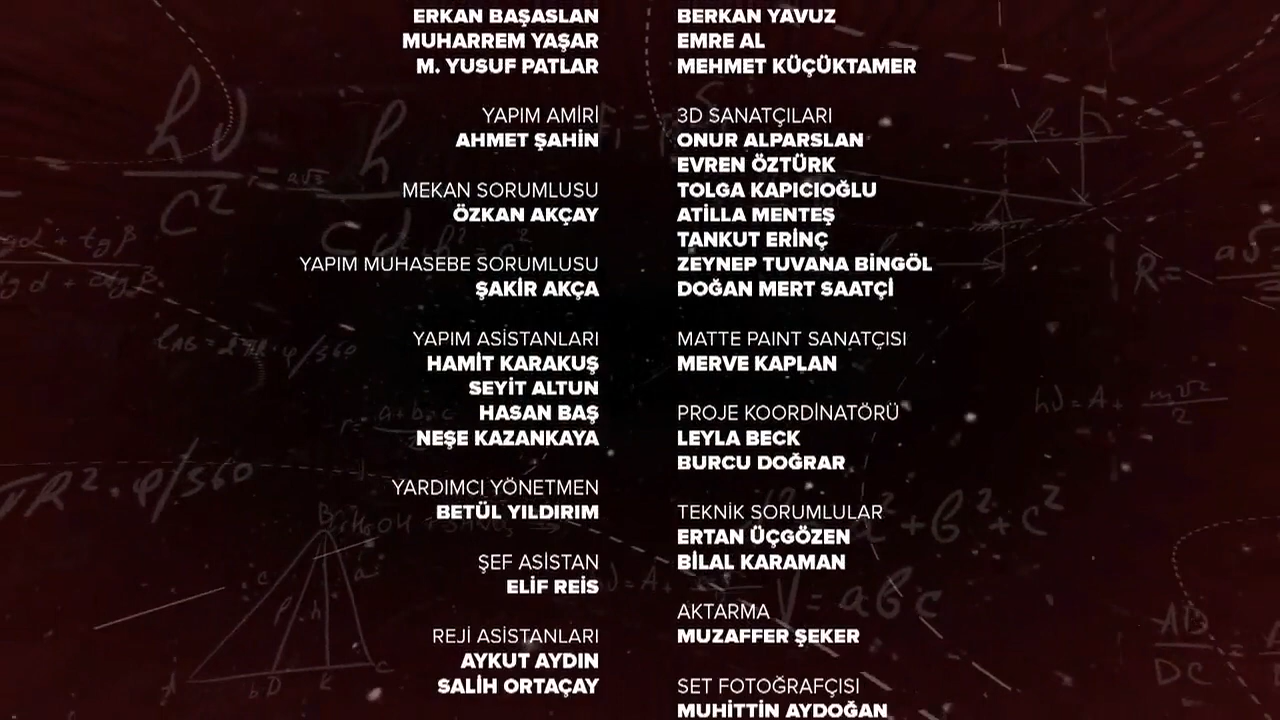 ERKAN BAŞASLAN
MUHARREM YAŞAR
M. YUSUF PATLAR
YAPIM AMİRİ
AHMET ŞAHİN
MEKAN SORUMLUSU
ÖZKAN AKÇAY
YAPIM MUHASEBE SORUMLUSU
ŞAKİR AKÇA
YAPIM ASİSTANLARI
HAMİT KARAKUŞ
SEYİT ALTUN
HASAN BAŞ
NEŞE KAZANKAYA
YARDIMCI YÖNETMEN
BETÜL YILDIRIM
ŞEF ASİSTAN
ELİF REİS
REJİ ASİSTANLARI
AYKUT AYDIN
SALİH ORTAÇAY
BERKAN YAVUZ
EMRE AL
MEHMET KÜÇÜKTAMER
3D SANATÇILARI
ONUR ALPARSLAN
EVREN ÖZTÜRK
TOLGA KAPICIOĞLU
ATİLLA MENTEŞ
TANKUT ERİNÇ
ZEYNEP TUVANA BİNGÖL
DOĞAN MERT SAATÇİ
MATTE PAINT SANATÇISI
MERVE KAPLAN
PROJE KOORDİNATÖRÜ
LEYLA BECK
BURCU DOĞRAR
TEKNİK SORUMLULAR
ERTAN ÜÇGÖZEN
BİLAL KARAMAN
AKTARMA
MUZAFFER ŞEKER
SET FOTOĞRAFÇISI
MUHİTTİN AYDOĞAN